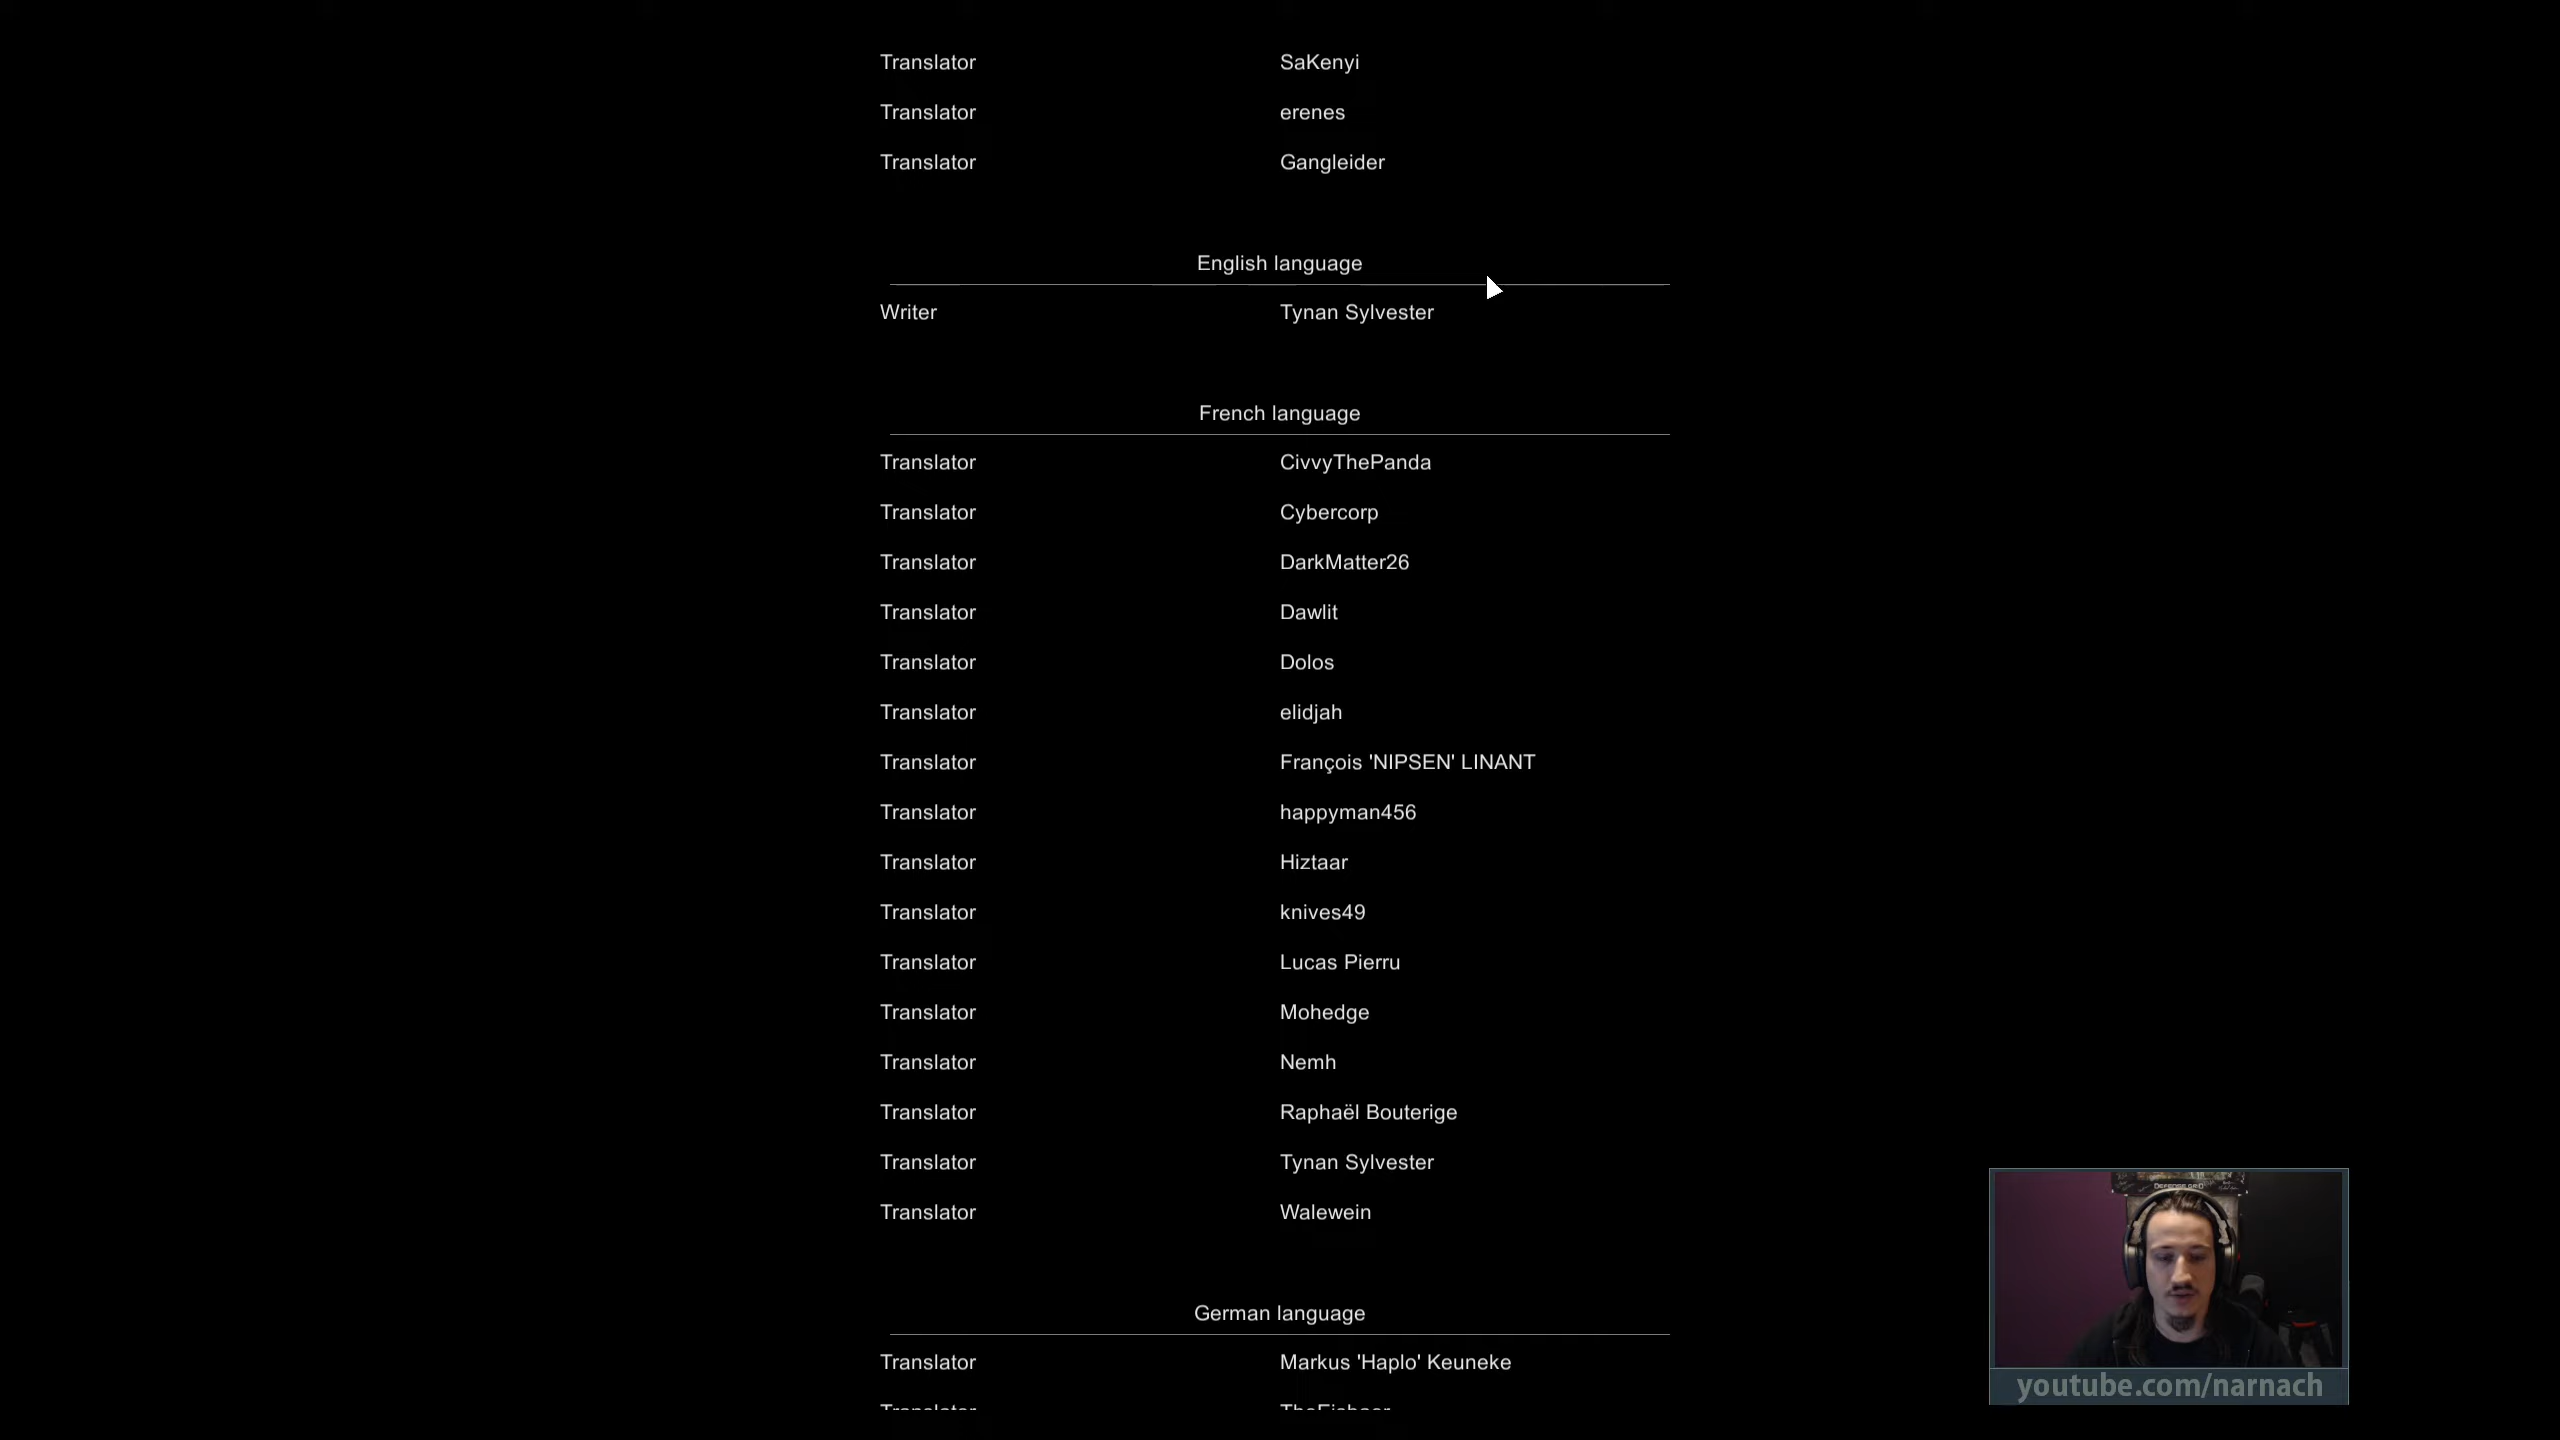 Translator SaKenyi
Translator erenes
Translator Gangleider
English language
Writer Tynan Sylvester
French language
Translator CivvyThePanda
Translator Cybercorp
Translator DarkMatter26
Translator Dawlit
Translator Dolos
Translator elidjah
Translator François 'NIPSEN' LINANT
Translator happyman456
Translator Hiztaar
Translator knives49
Translator Lucas Pierru
Translator Mohedge
Translator Nemh
Translator Raphaël Bouterige
Translator Tynan Sylvester
Translator Walewein
German language
Translator Markus 'Haplo' Keuneke
Translator
DEFENSE GRID
youtube.com/narnach